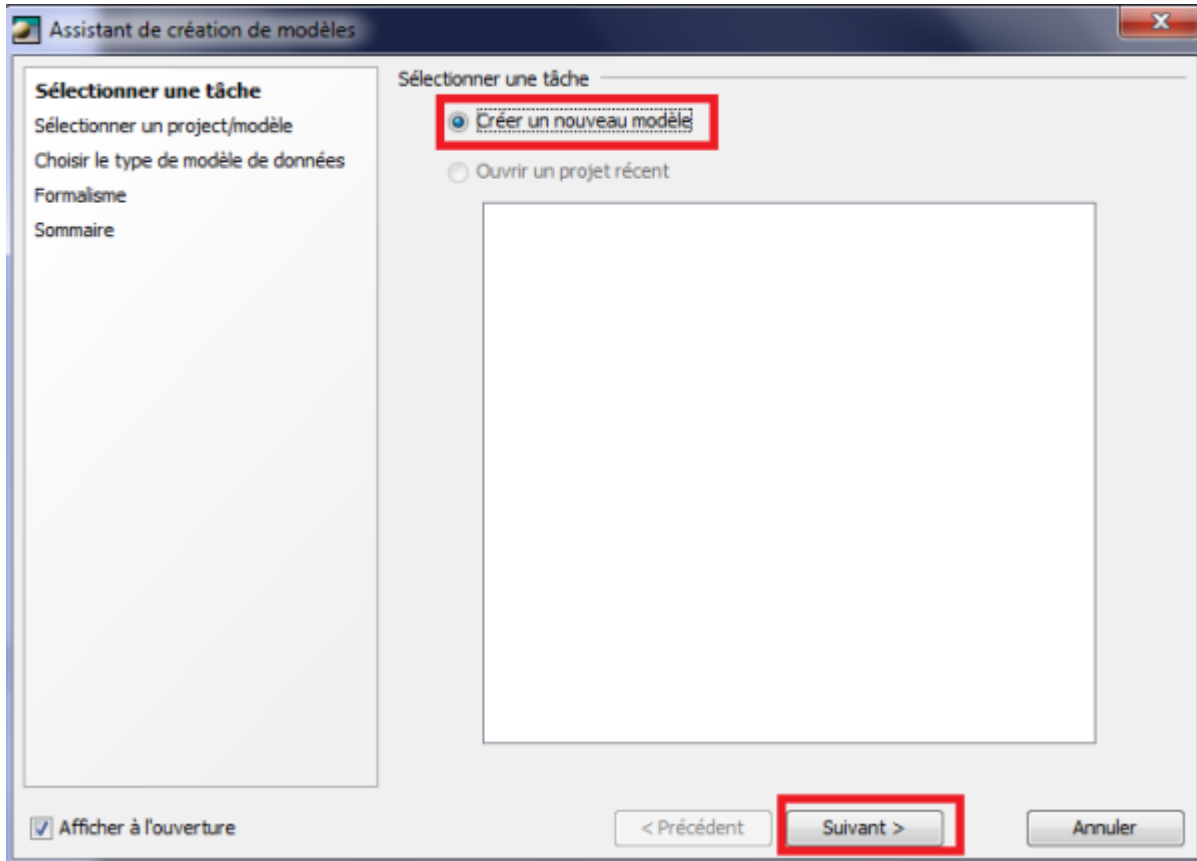 Assistant de création de modèles
Sélectionner une tâche
Sélectionner un project/modèle
Choisir le type de modèle de données
Formalisme
Sommaire
Sélectionner une tâche
Créer un nouveau modèle
Ouvrir un projet récent
Afficher à l'ouverture
< Précédent
Suivant >
Annuler